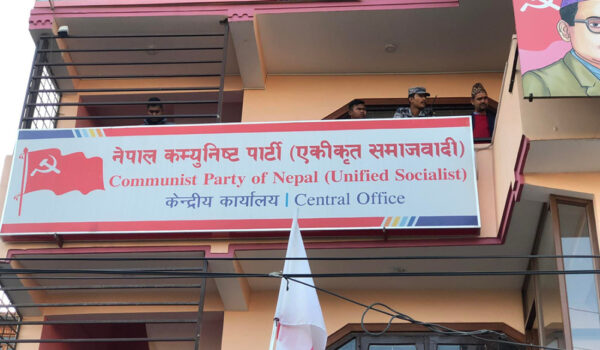 नेपाल कम्युनिष्ट पार्टी (एकीकृत समाजवादी)
Communist Party of Nepal (Unified Socialist)
केन्द्रीय कार्यालय | Central Office